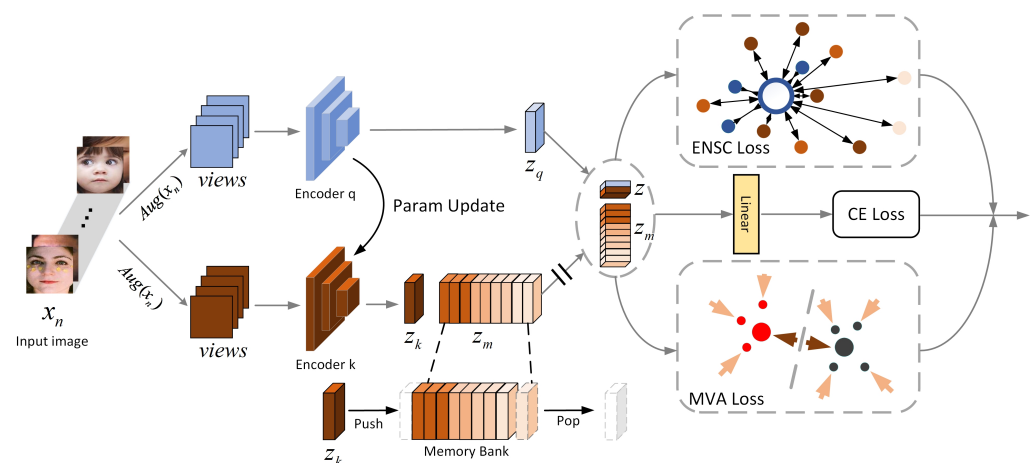 x_n
Input image
Aug(x_n)
Aug(x_n)
views
views
Encoder q
Param Update
Encoder k
z_q
z_k
z_m
z_k
Push
Memory Bank
Pop
z
z_m
ENSC Loss
Linear
CE Loss
MVA Loss